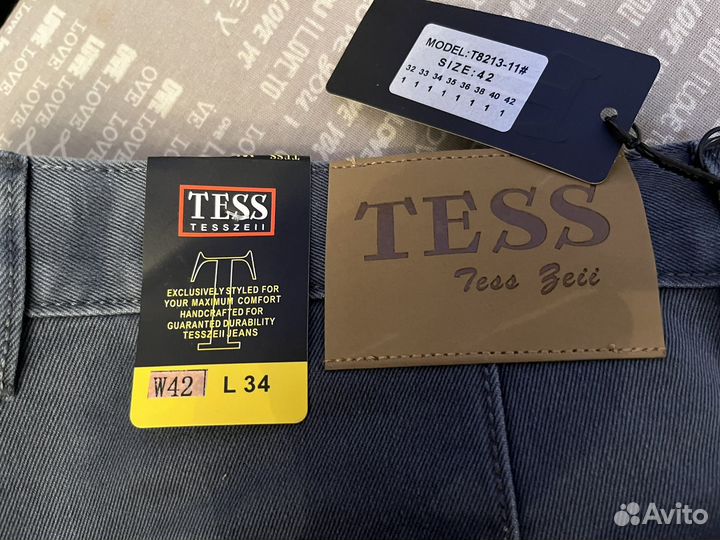 MODEL:T8213-11#
SIZE:42
32 33 34 35 36 38 40 42
1 1 1 1 1 1 1 1
TESS
TESSZEII
EXCLUSIVELY STYLED FOR
YOUR MAXIMUM COMFORT
HANDCRAFTED FOR
GUARANTED DURABILITY
TESSZEII JEANS
W42 L 34
TESS
Tess Zeii
Avito